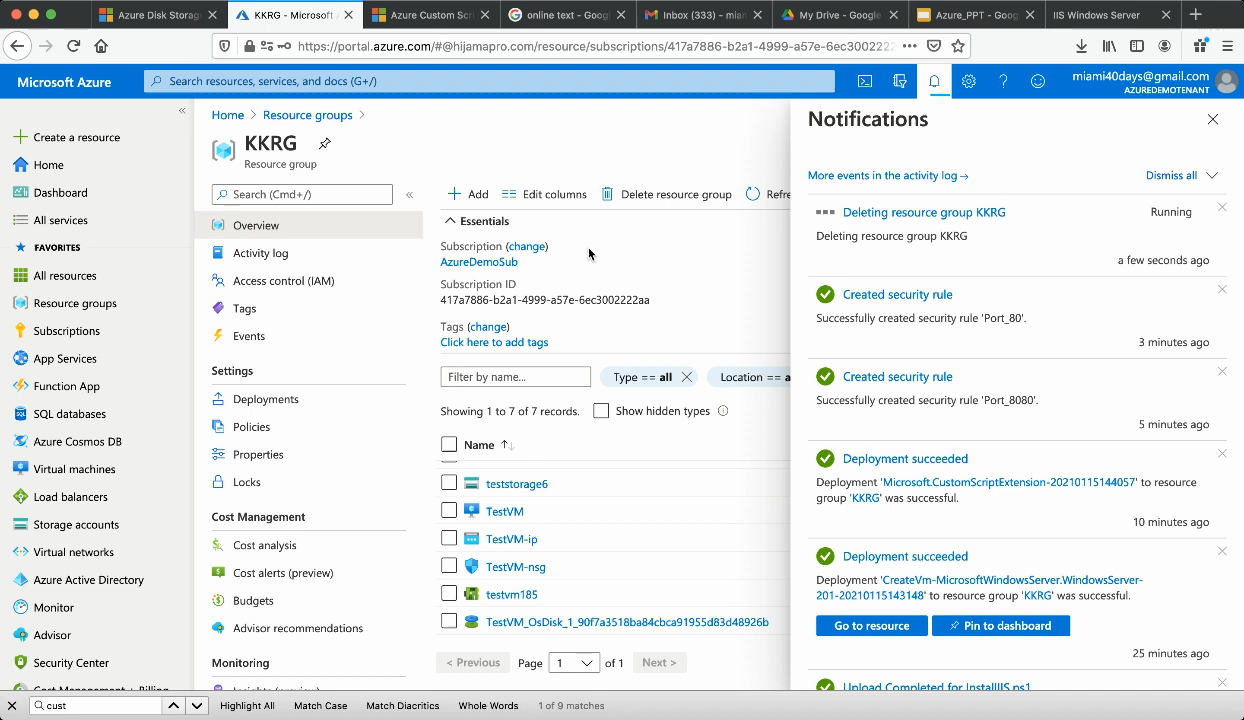 Azure Disk Storag
KKRG - Microsoft A
Azure Custom Scri
online text - Goog
Inbox (333) - miam
My Drive - Google
Azure_PPT - Goog
IIS Windows Server
https://portal.azure.com/#@hijamapro.com/resource/subscriptions/417a7886-b2a1-4999-a57e-6ec3002222
Microsoft Azure
Search resources, services, and docs (G+/)
miami40days@gmail.com
AZUREDEMOTENANT
Create a resource
Home
Dashboard
All services
FAVORITES
All resources
Resource groups
Subscriptions
App Services
Function App
SQL databases
Azure Cosmos DB
Virtual machines
Load balancers
Storage accounts
Virtual networks
Azure Active Directory
Monitor
Advisor
Security Center
Cost Management + Billing
Home > Resource groups >
KKRG
Resource group
Search (Cmd+/)
Overview
Activity log
Access control (IAM)
Tags
Events
Settings
Deployments
Policies
Properties
Locks
Cost Management
Cost analysis
Cost alerts (preview)
Budgets
Advisor recommendations
Monitoring
Insights (preview)
Add
Edit columns
Delete resource group
Refre
Essentials
Subscription (change)
AzureDemoSub
Subscription ID
417a7886-b2a1-4999-a57e-6ec3002222aa
Tags (change)
Click here to add tags
Filter by name...
Type == all
Location == a
Showing 1 to 7 of 7 records.
Show hidden types
Name
teststorage6
TestVM
TestVM-ip
TestVM-nsg
testvm185
TestVM_OsDisk_1_90f7a3518ba84cbca91955d83d48926b
< Previous
Page
1
of 1
Next >
Notifications
More events in the activity log →
Dismiss all
Deleting resource group KKRG
Running
Deleting resource group KKRG
a few seconds ago
Created security rule
Successfully created security rule 'Port_80'.
3 minutes ago
Created security rule
Successfully created security rule 'Port_8080'.
5 minutes ago
Deployment succeeded
Deployment 'Microsoft.CustomScriptExtension-20210115144057' to resource
group 'KKRG' was successful.
10 minutes ago
Deployment succeeded
Deployment 'CreateVm-MicrosoftWindowsServer.WindowsServer-
201-20210115143148' to resource group 'KKRG' was successful.
Go to resource
Pin to dashboard
25 minutes ago
Upload Completed for InstallIIS.ps1
cust
Highlight All
Match Case
Match Diacritics
Whole Words
1 of 9 matches